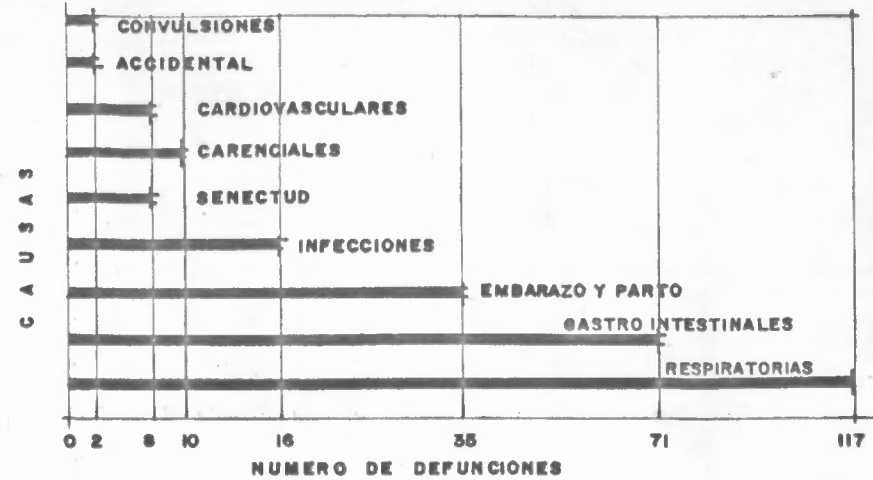 CONVULSIONES
ACCIDENTAL
CARDIOVASCULARES
CARENCIALES
SENECTUD
INFECCIONES
EMBARAZO Y PARTO
GASTRO INTESTINALES
RESPIRATORIAS
CAUSAS
0 2 8 10 16 35 71 117
NUMERO DE DEFUNCIONES